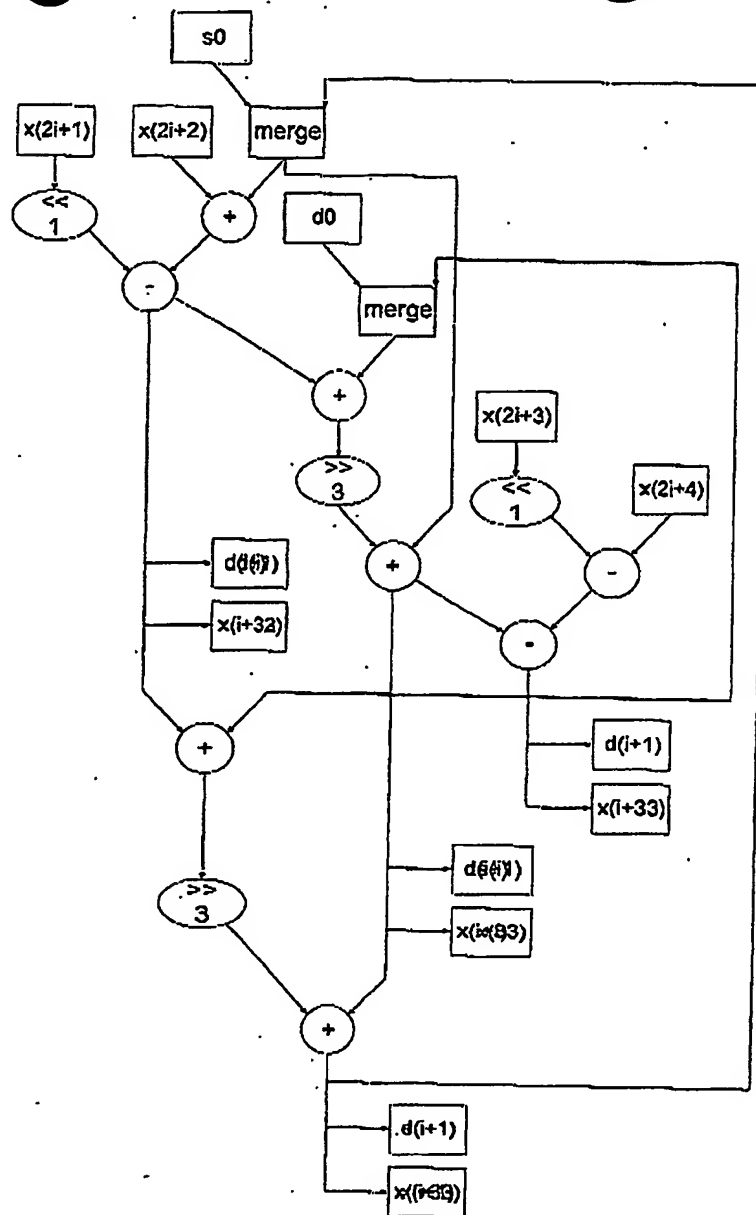 s0
x(2i+1)
x(2i+2)
merge
<<
1
+
d0
-
merge
+
x(2i+3)
>>
3
<<
1
x(2i+4)
+
-
x(i+32)
-
+
d(i+1)
x(i+33)
>>
3
+
d(i+1)